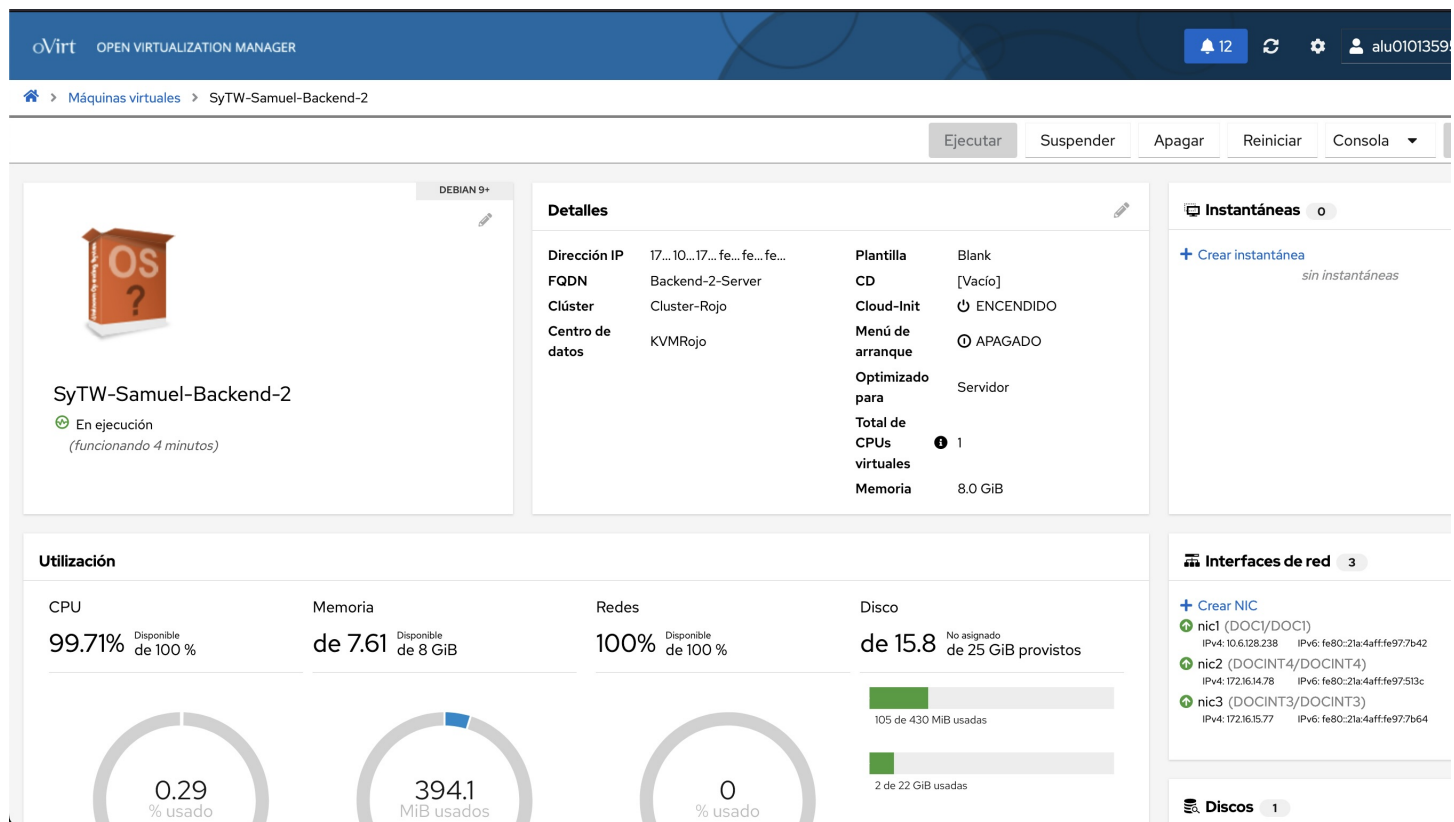 oVirt OPEN VIRTUALIZATION MANAGER
12
alu01013595
Máquinas virtuales > SyTW-Samuel-Backend-2
Ejecutar Suspender Apagar Reiniciar Consola
DEBIAN 9+
OS
?
SyTW-Samuel-Backend-2
En ejecución
(funcionando 4 minutos)
Detalles
Dirección IP 17... 10... 17... fe... fe... fe...
FQDN Backend-2-Server
Clúster Cluster-Rojo
Centro de datos KVMRojo
Plantilla Blank
CD [Vacío]
Cloud-Init ENCENDIDO
Menú de arranque APAGADO
Optimizado para Servidor
Total de CPUs virtuales 1
Memoria 8.0 GiB
Instantáneas 0
+ Crear instantánea
sin instantáneas
Utilización
CPU
99.71% Disponible de 100 %
0.29
% usado
Memoria
de 7.61 Disponible de 8 GiB
394.1
MiB usados
Redes
100% Disponible de 100 %
0
% usado
Disco
de 15.8 No asignado de 25 GiB provistos
105 de 430 MiB usadas
2 de 22 GiB usadas
Interfaces de red 3
+ Crear NIC
nic1 (DOC1/DOC1)
IPv4: 10.6.128.238 IPv6: fe80::21a:4aff:fe97:7b42
nic2 (DOCINT4/DOCINT4)
IPv4: 172.16.14.78 IPv6: fe80::21a:4aff:fe97:513c
nic3 (DOCINT3/DOCINT3)
IPv4: 172.16.15.77 IPv6: fe80::21a:4aff:fe97:7b64
Discos 1